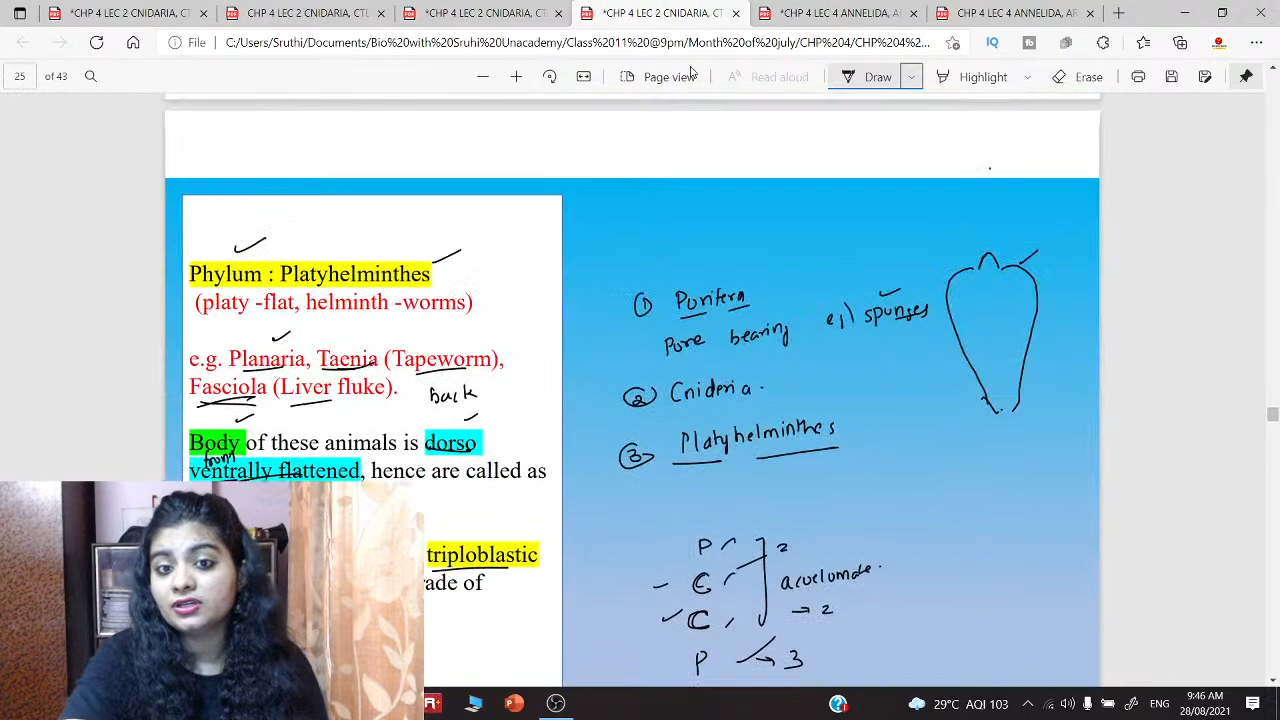 *CHP 4 LEC 2 CNIDARIA, CT
*CHP 4 LEC 2 CNIDARIA, CT
*CHP 4 LEC 2 CNIDARIA, CT
*CHP 4 LEC 2 CNIDARIA, CT
*CHP 4 LEC 4 ANNELIDA, AR
*CHP 4 LEC 4 ANNELIDA, AR
File
C:/Users/Sruthi/Documents/Bio%20with%20Sruhi%20Unacademy/Class%2011%20@9pm/Month%20of%20july/CHP%204/CHP%204%...
25 of 43
Page view
Read aloud
Draw
Highlight
Erase
Phylum : Platyhelminthes
(platy -flat, helminth -worms)
e.g. Planaria, Taenia (Tapeworm),
Fasciola (Liver fluke).
back
Body of these animals is dorso
front
ventrally flattened, hence are called as
triploblastic
rade of
① Porifera
Pore bearing e.g) sponges
② Cnideria.
③ Platyhelminthes
P 2
C
acoelomate.
C → 2
P → 3
29°C AQI 103
ENG
9:46 AM
28/08/2021